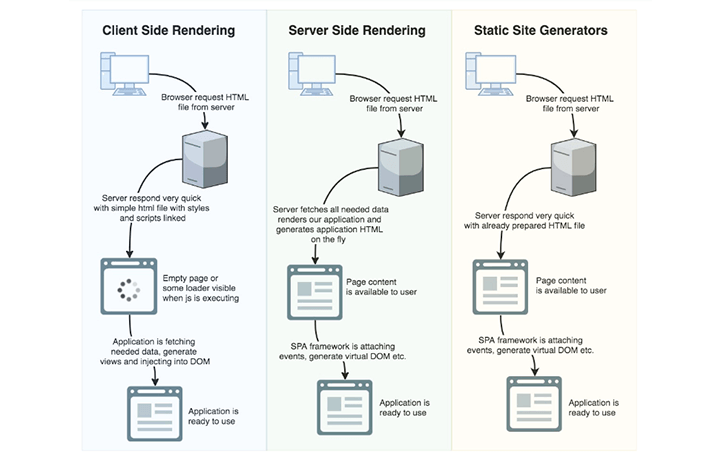 Client Side Rendering
Browser request HTML
file from server
Server respond very quick
with simple html file with styles
and scripts linked
Empty page or
some loader visible
when js is executing
Application is fetching
needed data, generate
views and injecting into DOM
Application is
ready to use
Server Side Rendering
Browser request HTML
file from server
Server fetches all needed data
renders our application and
generates application HTML
on the fly
Page content
is available to user
SPA framework is attaching
events, generate virtual DOM etc.
Application is
ready to use
Static Site Generators
Browser request HTML
file from server
Server respond very quick
with already prepared HTML file
Page content
is available to user
SPA framework is attaching
events, generate virtual DOM etc.
Application is
ready to use